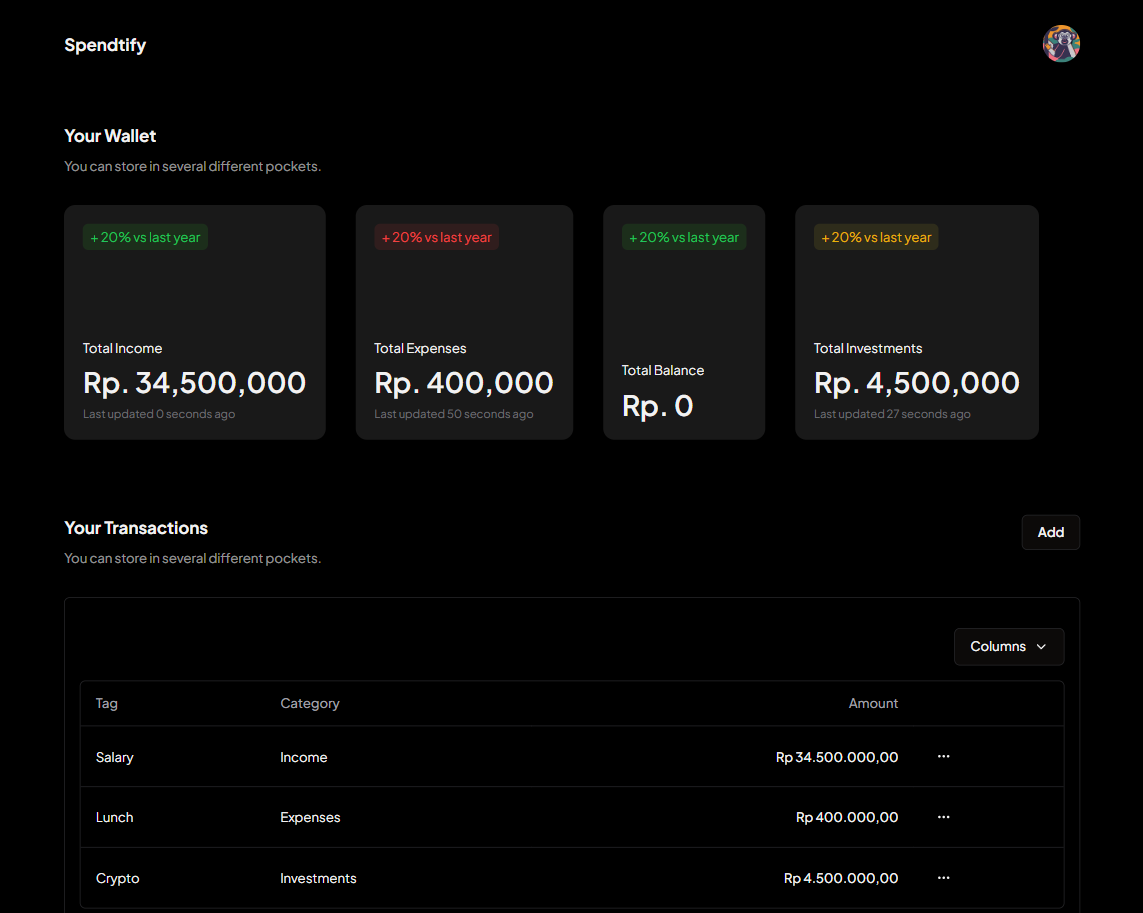 Spendtify
Your Wallet
You can store in several different pockets.
+ 20% vs last year
Total Income
Rp. 34,500,000
Last updated 0 seconds ago
+ 20% vs last year
Total Expenses
Rp. 400,000
Last updated 50 seconds ago
+ 20% vs last year
Total Balance
Rp. 0
+ 20% vs last year
Total Investments
Rp. 4,500,000
Last updated 27 seconds ago
Your Transactions
You can store in several different pockets.
Add
Columns
Tag Category Amount
Salary Income Rp 34.500.000,00 ···
Lunch Expenses Rp 400.000,00 ···
Crypto Investments Rp 4.500.000,00 ···